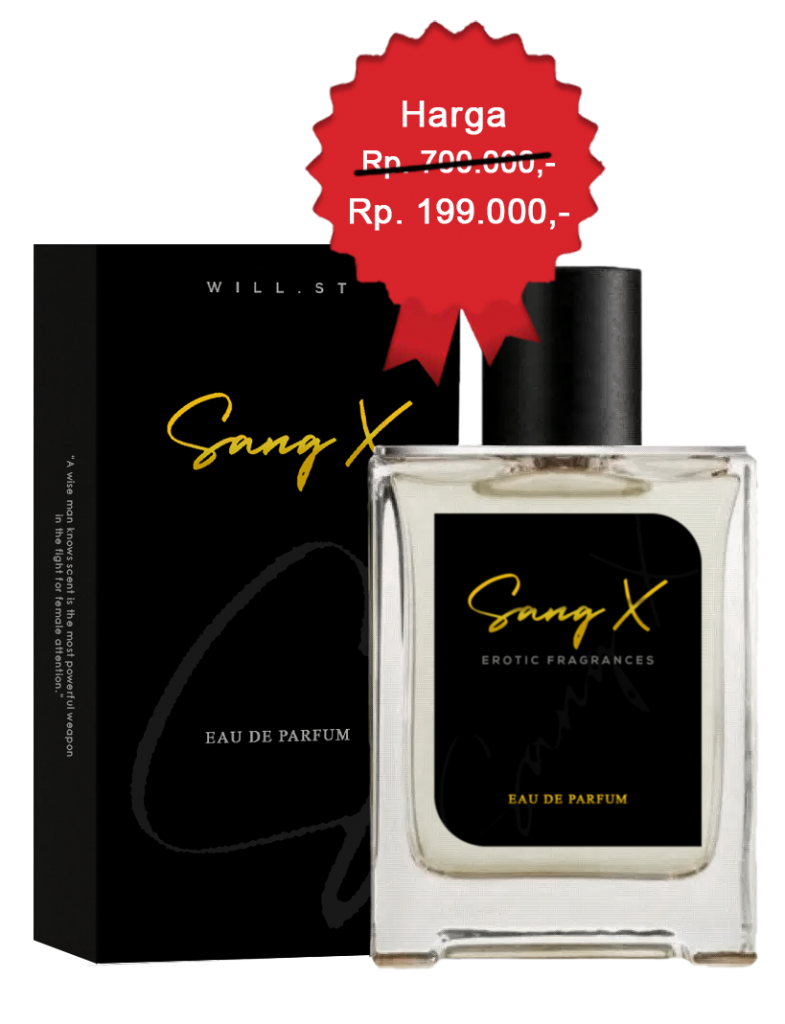 Harga
Rp. 700.000,-
Rp. 199.000,-
WILL.ST
Sang X
"A wise man knows scent is the most powerful weapon
in the fight for female attention."
EAU DE PARFUM
Sang X
EROTIC FRAGRANCES
Sang X
EAU DE PARFUM